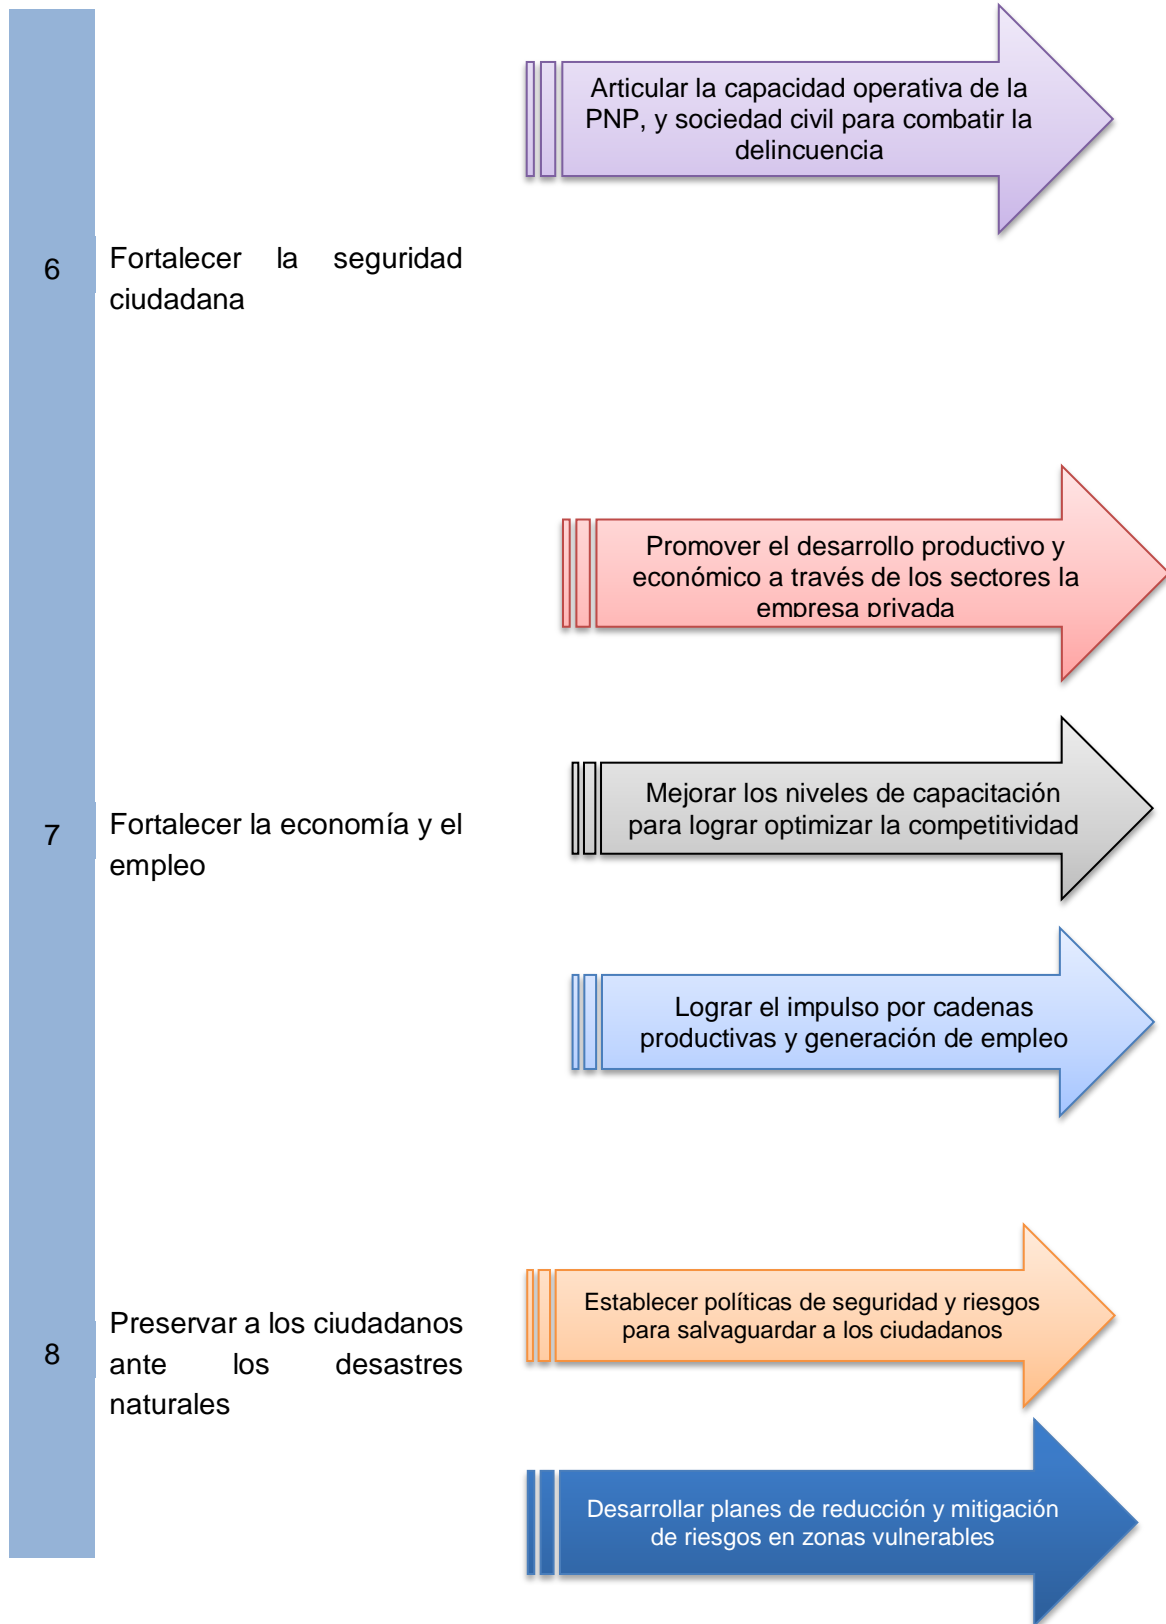 Articular la capacidad operativa de la
PNP, y sociedad civil para combatir la
delincuencia
6
Fortalecer la seguridad
ciudadana
Promover el desarrollo productivo y
económico a través de los sectores la
empresa privada
Mejorar los niveles de capacitación
para lograr optimizar la competitividad
7
Fortalecer la economía y el
empleo
Lograr el impulso por cadenas
productivas y generación de empleo
Establecer políticas de seguridad y riesgos
para salvaguardar a los ciudadanos
8
Preservar a los ciudadanos
ante los desastres
naturales
Desarrollar planes de reducción y mitigación
de riesgos en zonas vulnerables